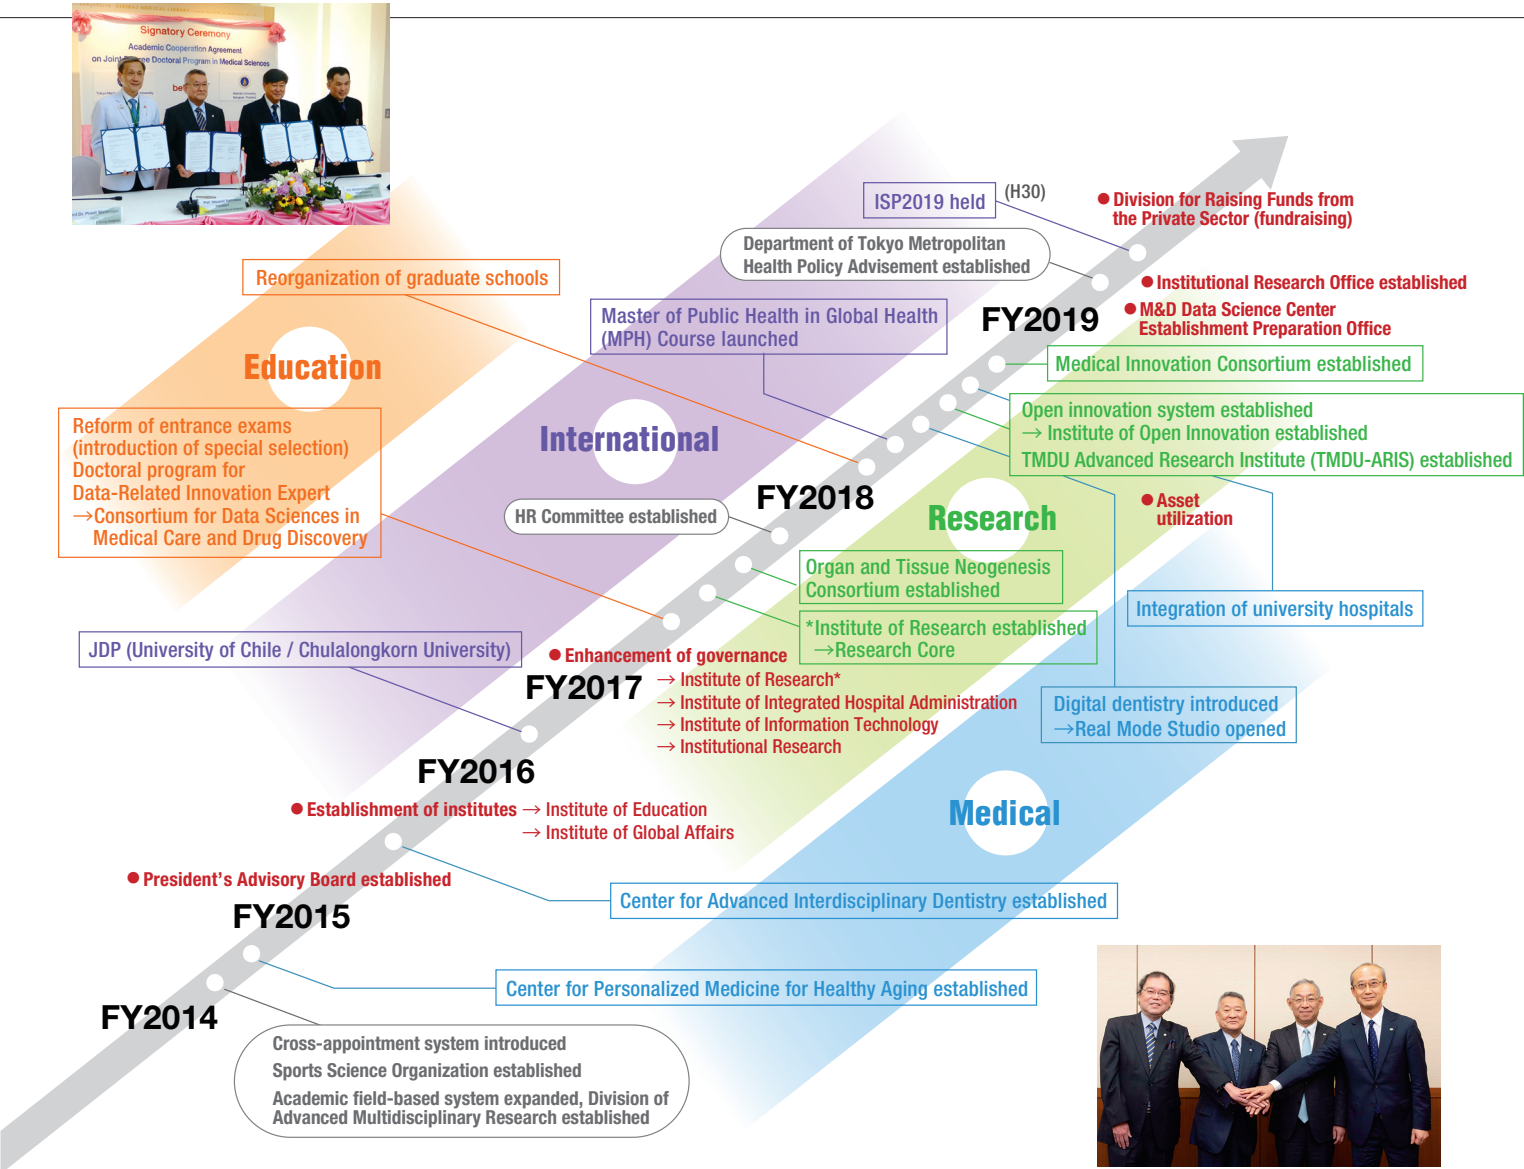 Signatory Ceremony
Academic Cooperation Agreement
on Joint Degree Doctoral Program in Medical Sciences
ISP2019 held
(H30)
Division for Raising Funds from
the Private Sector (fundraising)
Department of Tokyo Metropolitan
Health Policy Advisement established
Reorganization of graduate schools
Institutional Research Office established
Master of Public Health in Global Health
(MPH) Course launched
FY2019
M&D Data Science Center
Establishment Preparation Office
Education
Medical Innovation Consortium established
Reform of entrance exams
(introduction of special selection)
Doctoral program for
Data-Related Innovation Expert
→Consortium for Data Sciences in
Medical Care and Drug Discovery
International
Open innovation system established
→ Institute of Open Innovation established
TMDU Advanced Research Institute (TMDU-ARIS) established
FY2018
HR Committee established
Research
Asset
utilization
Organ and Tissue Neogenesis
Consortium established
Integration of university hospitals
*Institute of Research established
→Research Core
JDP (University of Chile / Chulalongkorn University)
Enhancement of governance
FY2017
→ Institute of Research*
→ Institute of Integrated Hospital Administration
→ Institute of Information Technology
→ Institutional Research
Digital dentistry introduced
→Real Mode Studio opened
FY2016
Establishment of institutes → Institute of Education
→ Institute of Global Affairs
Medical
President's Advisory Board established
FY2015
Center for Advanced Interdisciplinary Dentistry established
Center for Personalized Medicine for Healthy Aging established
FY2014
Cross-appointment system introduced
Sports Science Organization established
Academic field-based system expanded, Division of
Advanced Multidisciplinary Research established